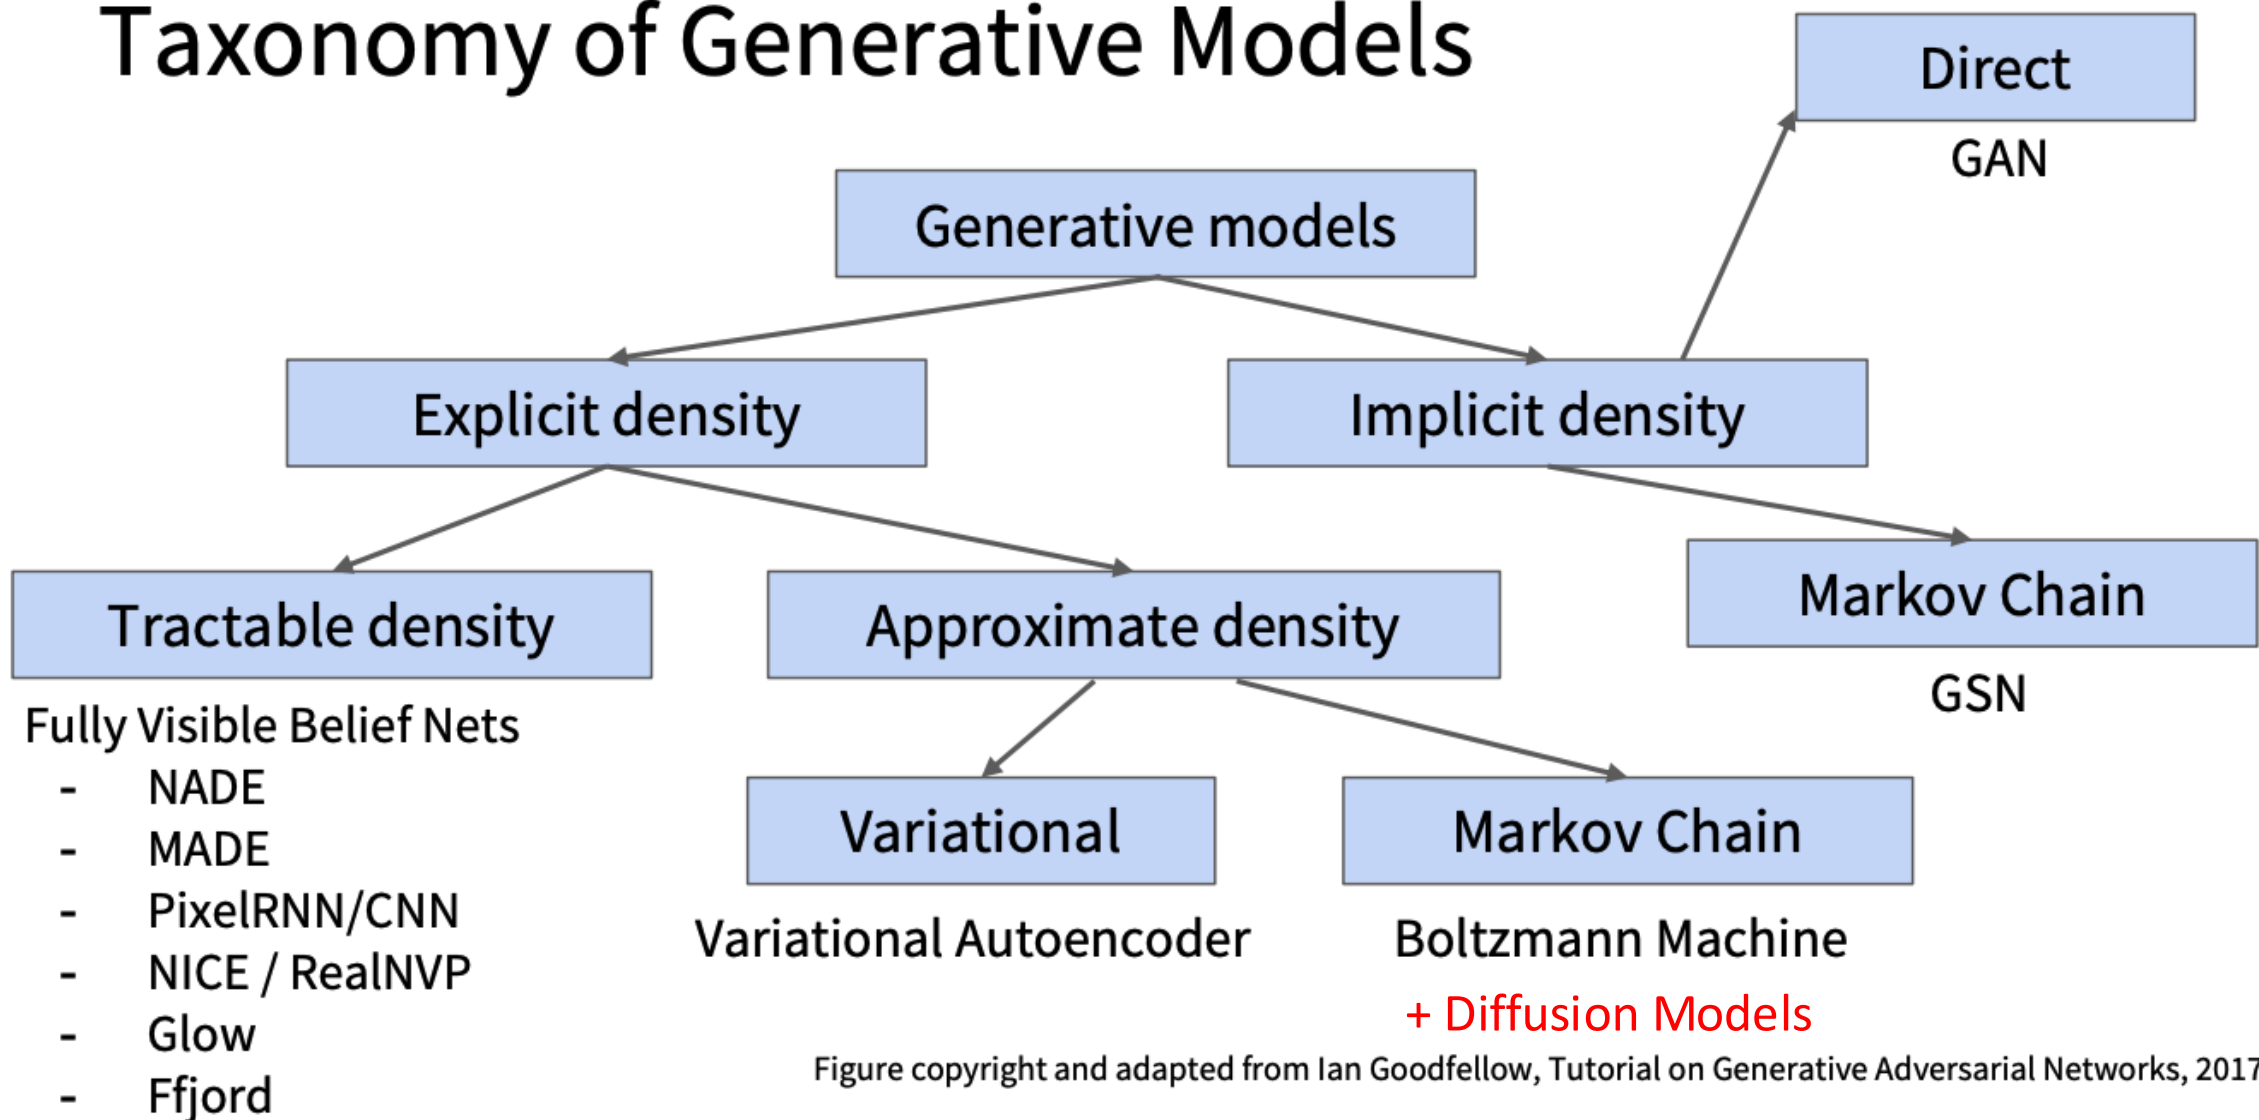 Taxonomy of Generative Models
Direct
GAN
Generative models
Explicit density
Implicit density
Markov Chain
GSN
Tractable density
Approximate density
Fully Visible Belief Nets
- NADE
- MADE
- PixelRNN/CNN
- NICE / RealNVP
- Glow
- Ffjord
Variational
Variational Autoencoder
Markov Chain
Boltzmann Machine
+ Diffusion Models
Figure copyright and adapted from Ian Goodfellow, Tutorial on Generative Adversarial Networks, 2017